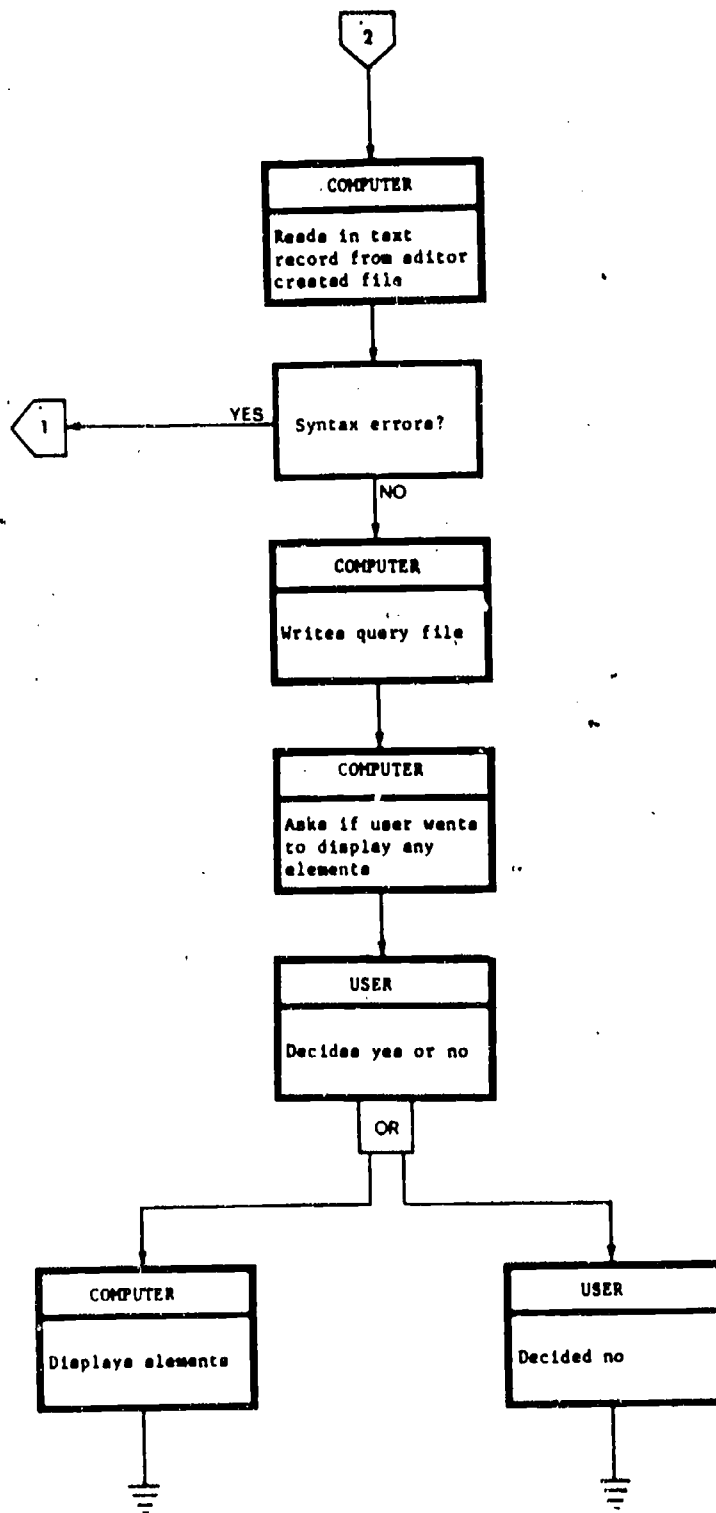 2
COMPUTER
Reads in text
record from editor
created file
1
YES
Syntax errors?
NO
COMPUTER
Writes query file
COMPUTER
Asks if user wants
to display any
elements
USER
Decides yes or no
OR
COMPUTER
Displays elements
USER
Decided no